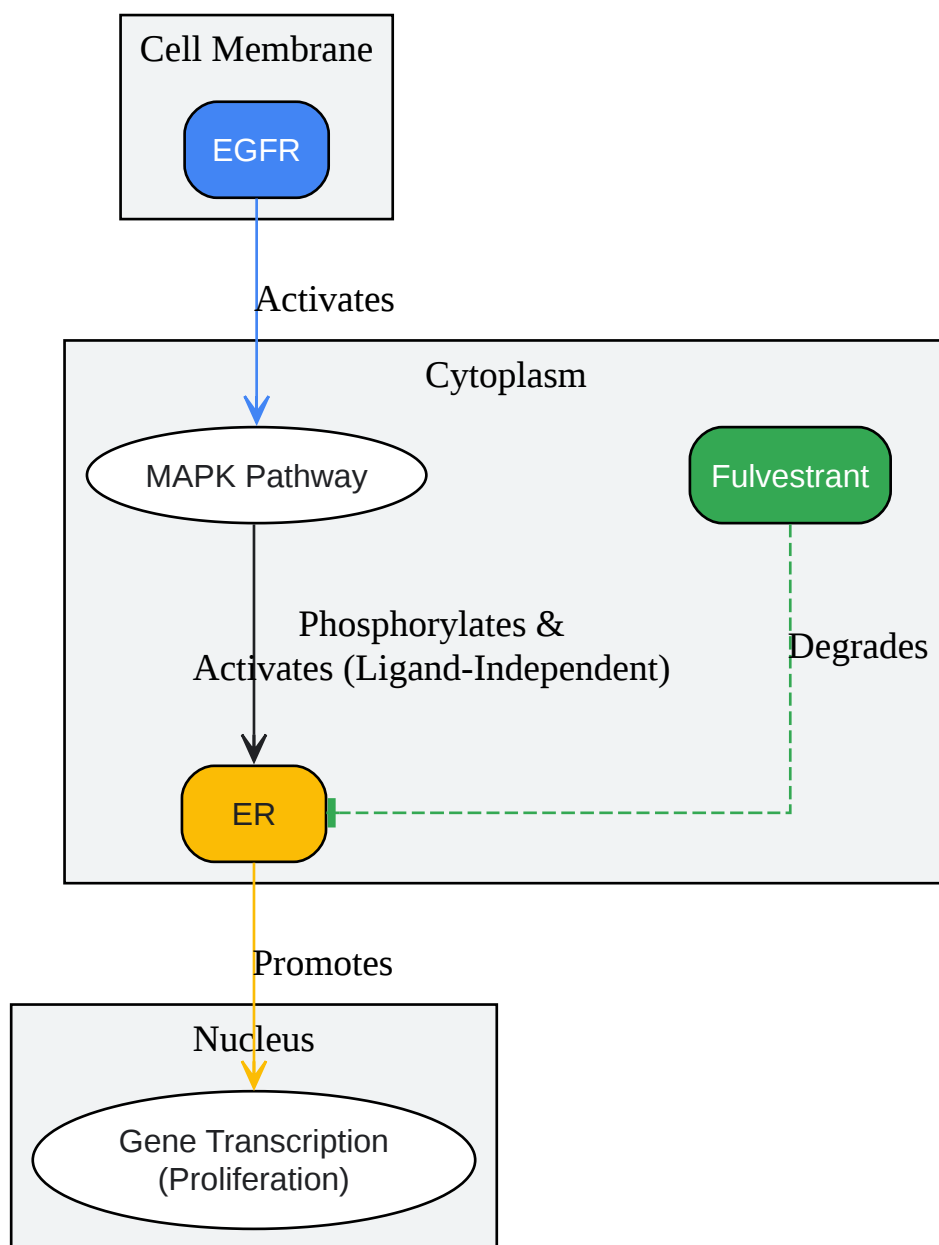 Cell Membrane
EGFR
Activates
Cytoplasm
MAPK Pathway
Fulvestrant
Phosphorylates &
Activates (Ligand-Independent)
Degrades
ER
Promotes
Nucleus
Gene Transcription
(Proliferation)